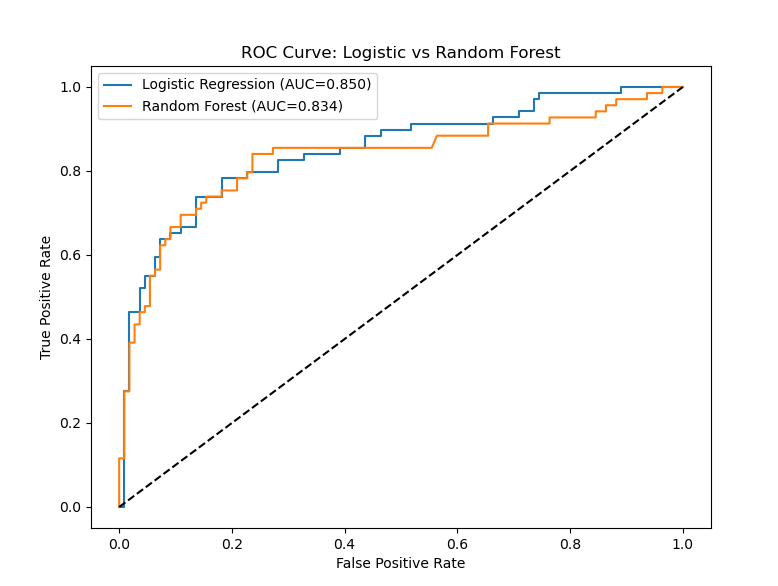 ROC Curve: Logistic vs Random Forest
Logistic Regression (AUC=0.850)
Random Forest (AUC=0.834)
1.0
0.8
0.6
0.4
0.2
0.0
True Positive Rate
0.0 0.2 0.4 0.6 0.8 1.0
False Positive Rate